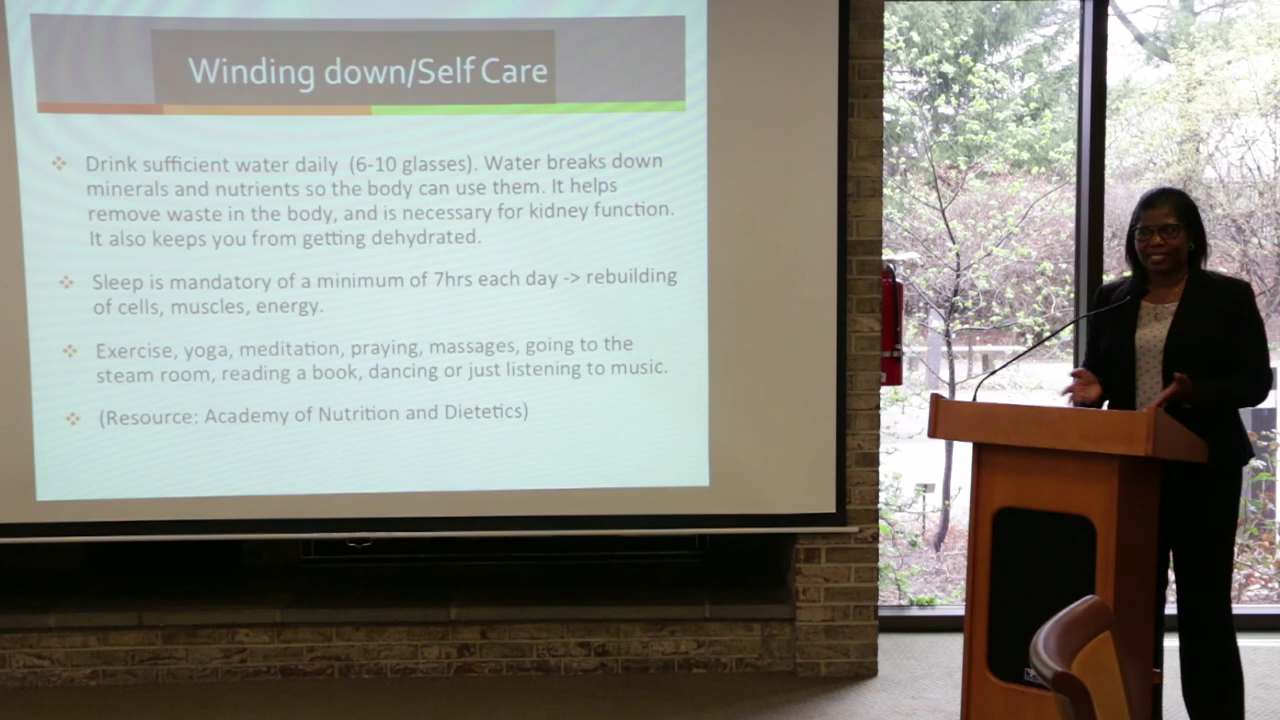 Winding down/Self Care
Drink sufficient water daily (6-10 glasses). Water breaks down
minerals and nutrients so the body can use them. It helps
remove waste in the body, and is necessary for kidney function.
It also keeps you from getting dehydrated.
Sleep is mandatory of a minimum of 7hrs each day -> rebuilding
of cells, muscles, energy.
Exercise, yoga, meditation, praying, massages, going to the
steam room, reading a book, dancing or just listening to music.
(Resource: Academy of Nutrition and Dietetics)